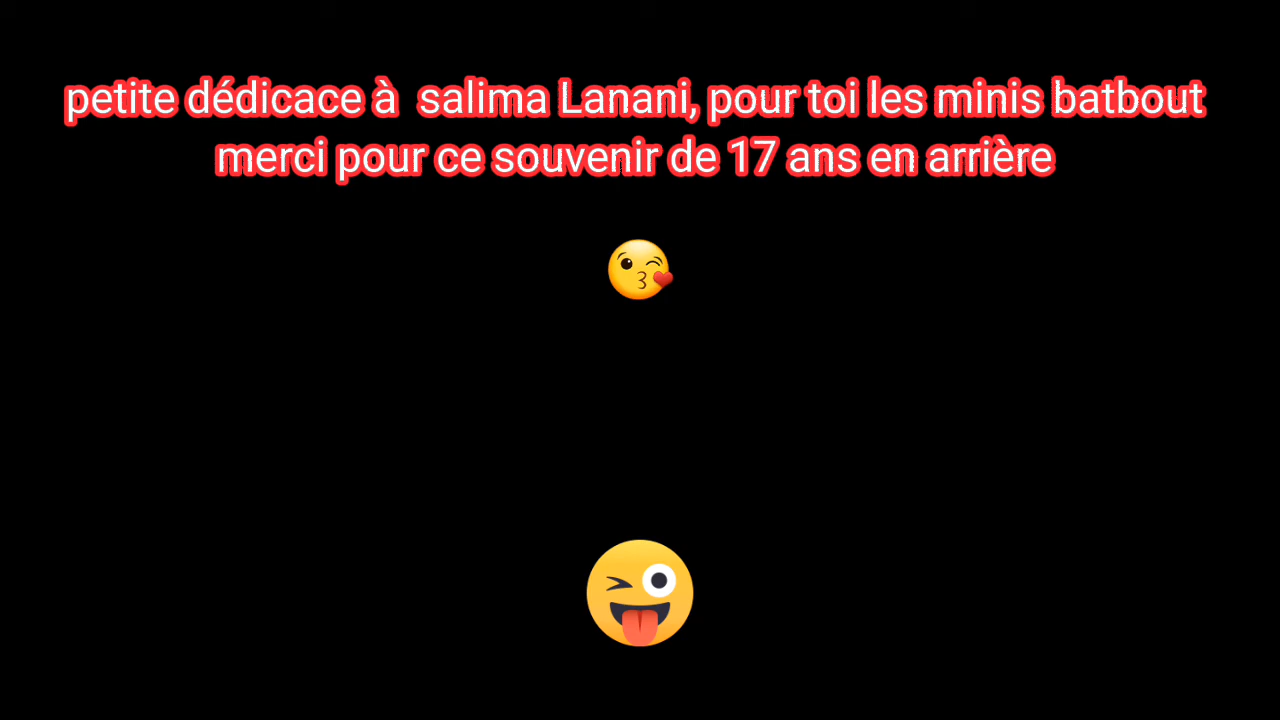 petite dédicace à  salima Lanani, pour toi les minis batbout
merci pour ce souvenir de 17 ans en arrière